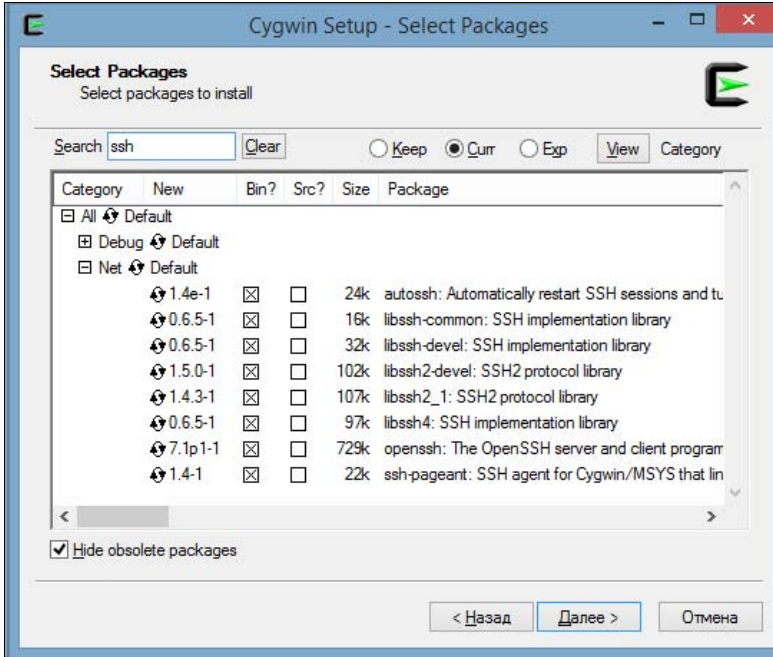 Cygwin Setup - Select Packages
Select Packages
Select packages to install
Search ssh Clear Keep Curr Exp View Category
Category New Bin? Src? Size Package
All Default
Debug Default
Net Default
1.4e-1 24k autossh: Automatically restart SSH sessions and tu
0.6.5-1 16k libssh-common: SSH implementation library
0.6.5-1 32k libssh-devel: SSH implementation library
1.5.0-1 102k libssh2-devel: SSH2 protocol library
1.4.3-1 107k libssh2_1: SSH2 protocol library
0.6.5-1 97k libssh4: SSH implementation library
7.1p1-1 729k openssh: The OpenSSH server and client program
1.4-1 22k ssh-pageant: SSH agent for Cygwin/MSYS that lin
Hide obsolete packages
< Назад Далее > Отмена